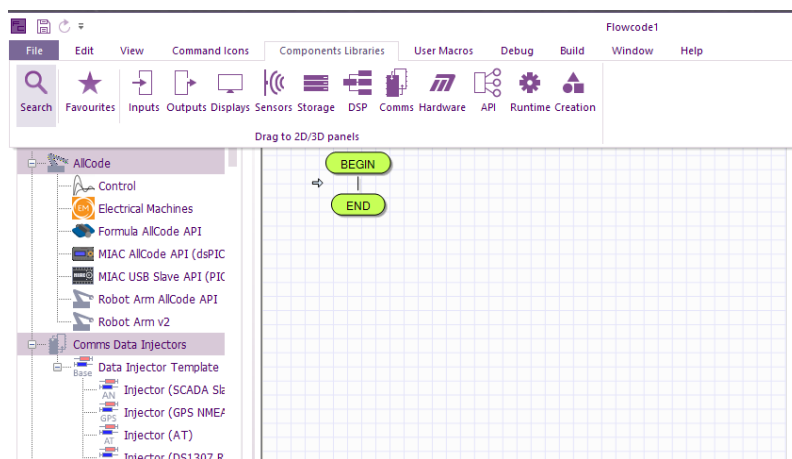 Flowcode1
File Edit View Command Icons Components Libraries User Macros Debug Build Window Help
Search Favourites Inputs Outputs Displays Sensors Storage DSP Comms Hardware API Runtime Creation
Drag to 2D/3D panels
AllCode
Control
Electrical Machines
EM
Formula AllCode API
MIAC AllCode API (dsPIC
MIAC USB Slave API (PIC
Robot Arm AllCode API
Robot Arm v2
Comms Data Injectors
Data Injector Template
Base
Injector (SCADA Sla
AN
Injector (GPS NMEA
GPS
Injector (AT)
AT
Injector (DS1307 R
BEGIN
END